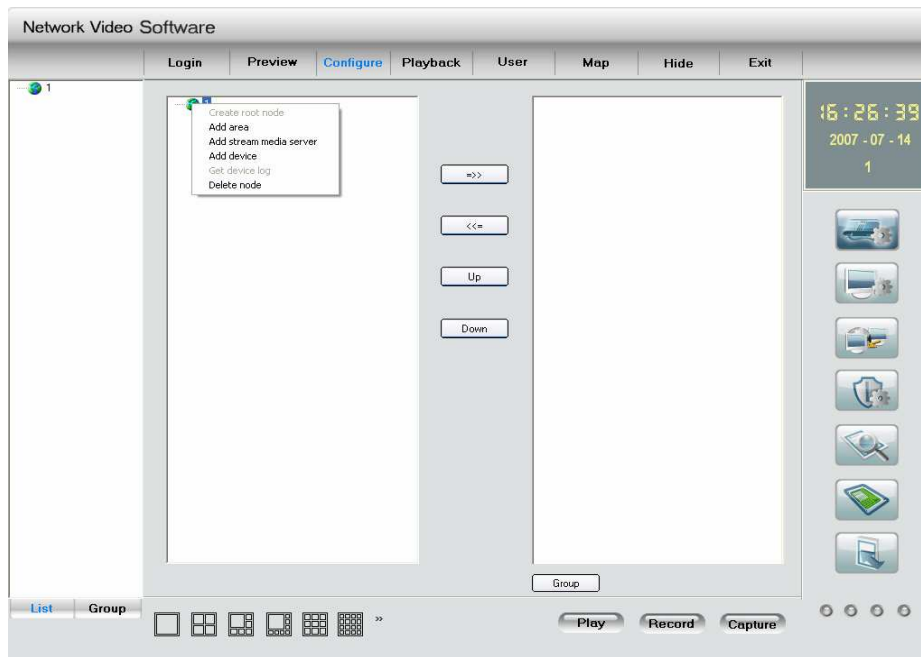 Network Video Software
Login Preview Configure Playback User Map Hide Exit
1
1
Create root node
Add area
Add stream media server
Add device
Get device log
Delete node
=>>
<<=
Up
Down
Group
16:26:39
2007 - 07 - 14
1
List Group
»
Play Record Capture